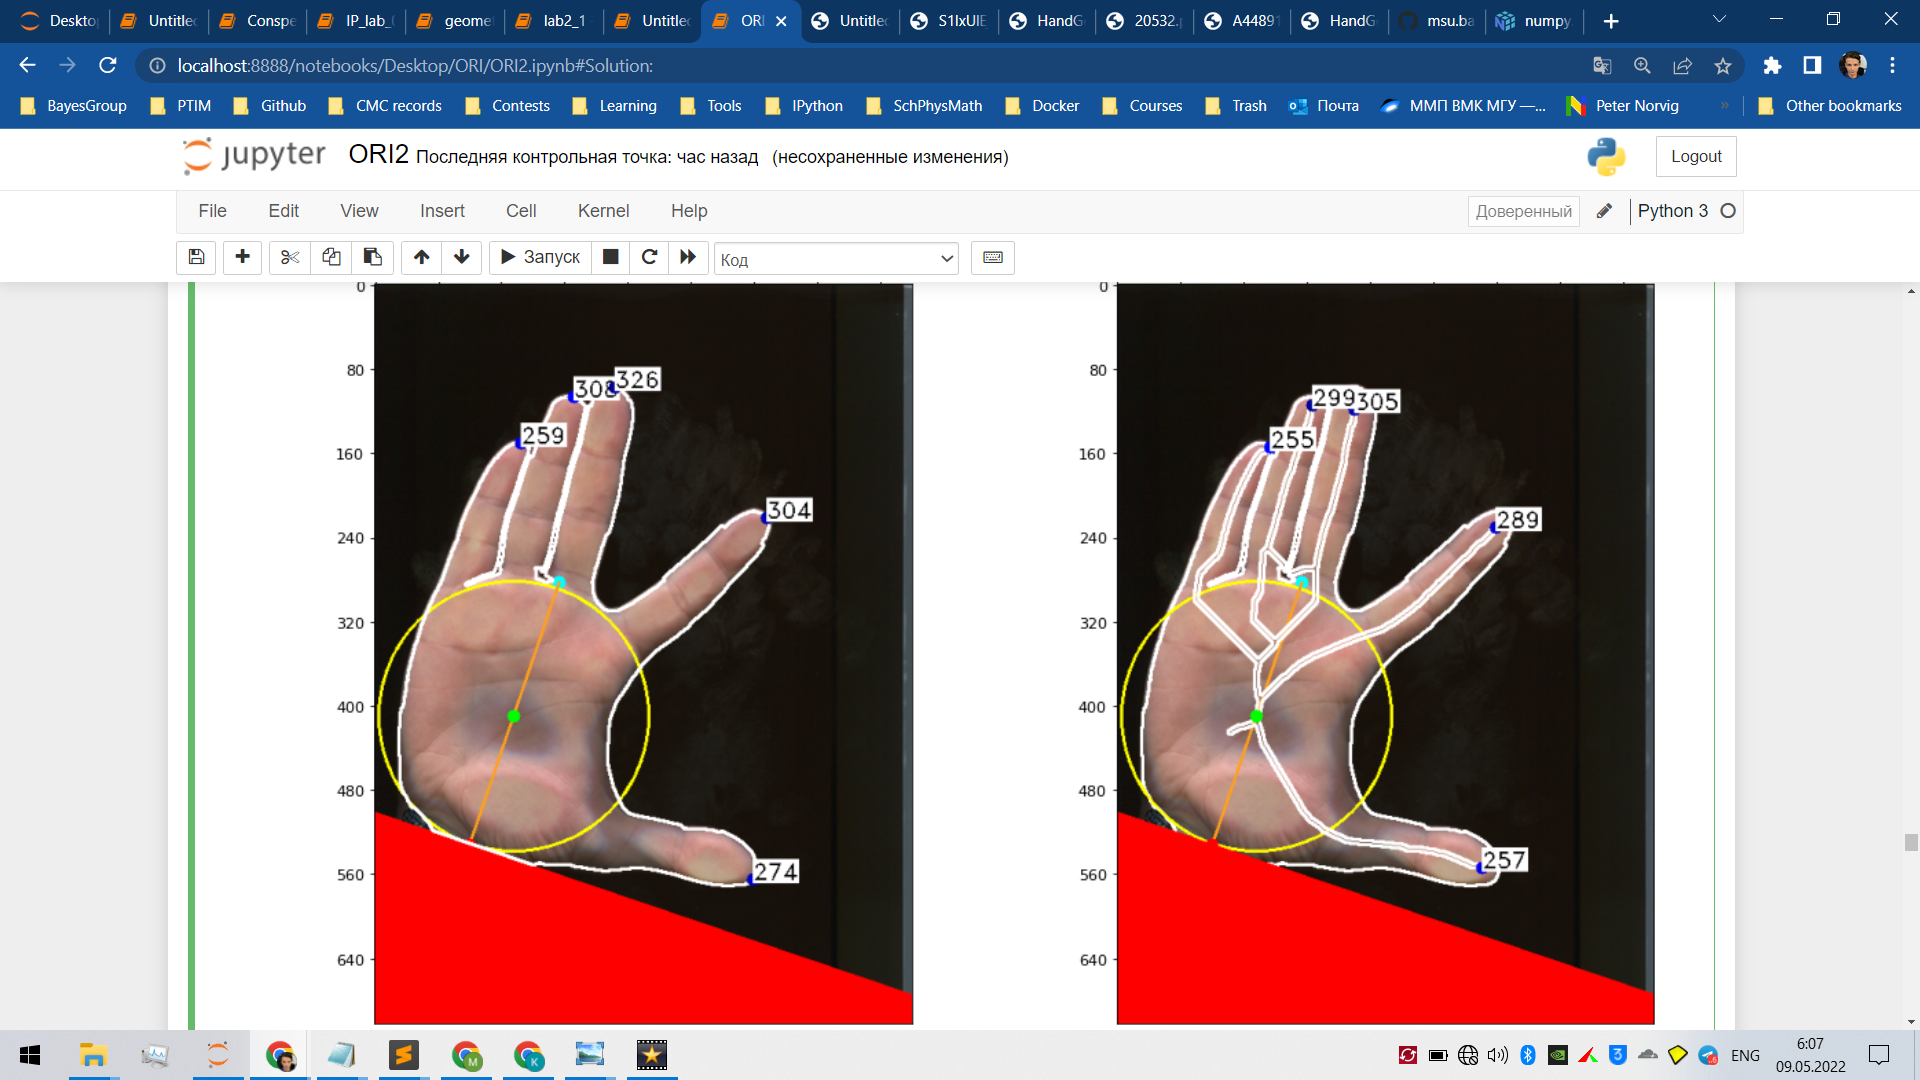 Deskto
Untitle
Conspe
IP_lab_
geome
lab2_1
Untitle
ORI
Untitle
S1IxUlE
HandG
20532.
A44891
HandG
msu.ba
numpy
localhost:8888/notebooks/Desktop/ORI/ORI2.ipynb#Solution:
BayesGroup PTIM Github CMC records Contests Learning Tools IPython SchPhysMath Docker Courses Trash Почта ММП ВМК МГУ —... Peter Norvig » Other bookmarks
jupyter ORI2 Последняя контрольная точка: час назад (несохраненные изменения) Logout
File Edit View Insert Cell Kernel Help Доверенный Python 3
Запуск Код
0
80
160
240
320
400
480
560
640
259
308
326
304
274
0
80
160
240
320
400
480
560
640
255
299
305
289
257
ENG
6:07
09.05.2022